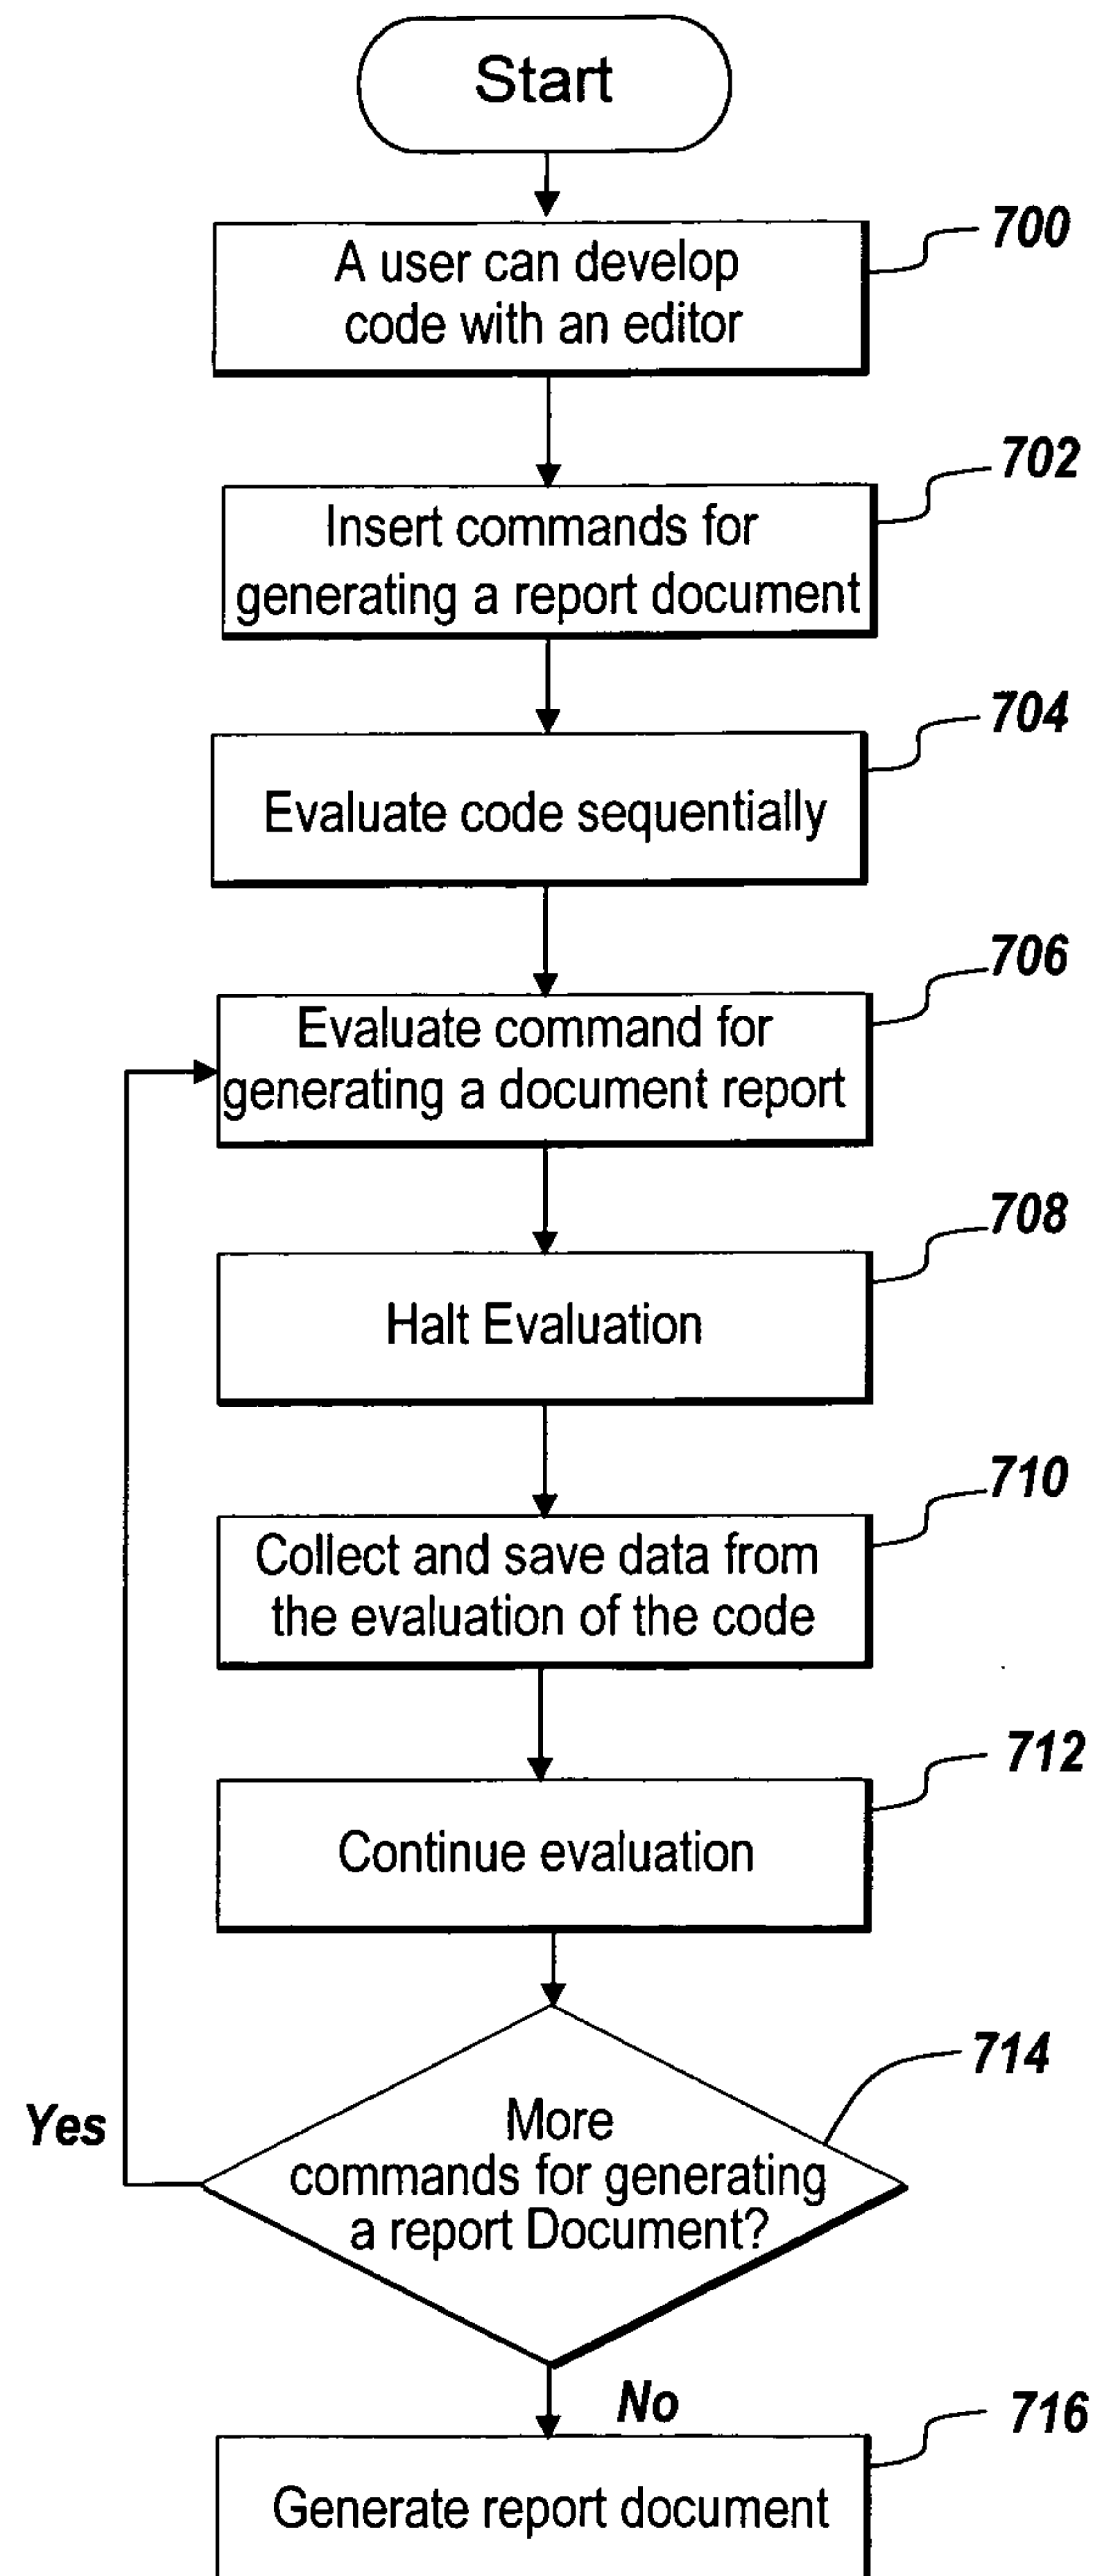 Start
700
A user can develop
code with an editor
702
Insert commands for
generating a report document
704
Evaluate code sequentially
706
Evaluate command for
generating a document report
708
Halt Evaluation
710
Collect and save data from
the evaluation of the code
712
Continue evaluation
714
Yes
More
commands for generating
a report Document?
No
716
Generate report document